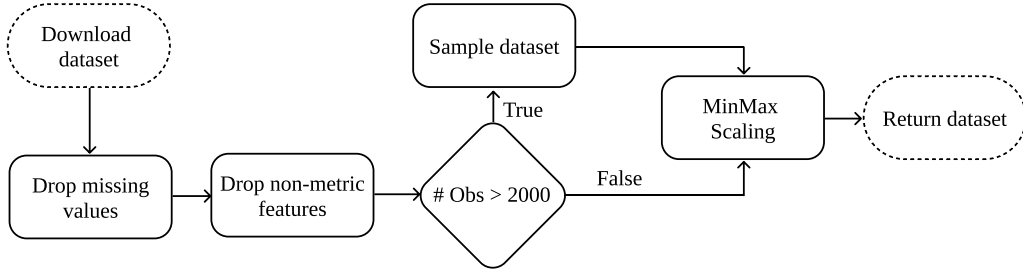 Download
dataset
Drop missing
values
Drop non-metric
features
# Obs > 2000
True
Sample dataset
False
MinMax
Scaling
Return dataset